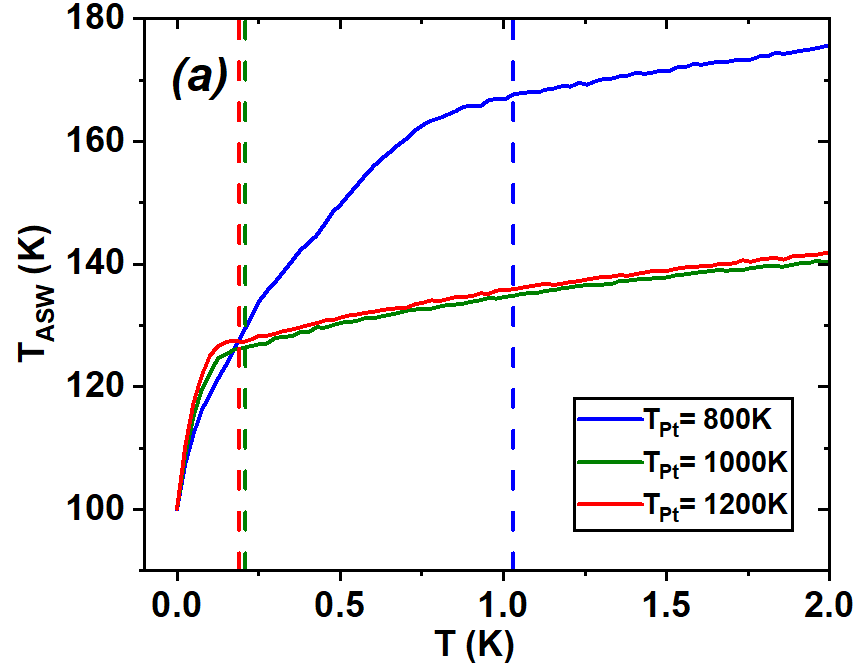 (a)
180
160
140
120
100
T_ASW (K)
0.0 0.5 1.0 1.5 2.0
T (K)
T_Pt= 800K
T_Pt= 1000K
T_Pt= 1200K